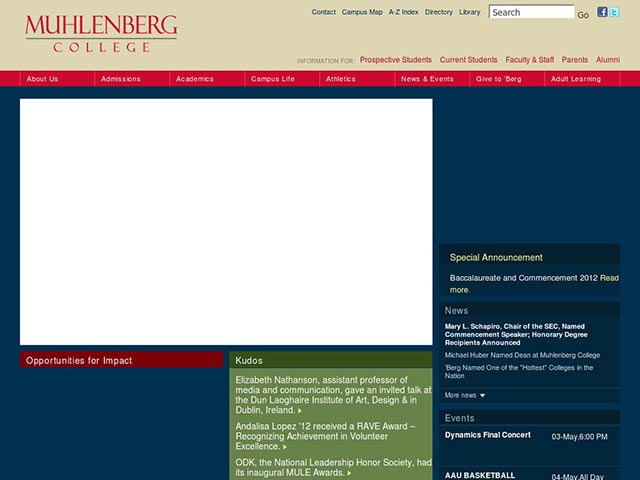 MUHLENBERG
COLLEGE
Contact Campus Map A-Z Index Directory Library Search Go
INFORMATION FOR: Prospective Students Current Students Faculty & Staff Parents Alumni
About Us Admissions Academics Campus Life Athletics News & Events Give to 'Berg Adult Learning
Special Announcement
Baccalaureate and Commencement 2012 Read
more.
News
Mary L. Schapiro, Chair of the SEC, Named
Commencement Speaker; Honorary Degree
Recipients Announced
Michael Huber Named Dean at Muhlenberg College
'Berg Named One of the "Hottest" Colleges in the
Nation
More news
Opportunities for Impact
Kudos
Elizabeth Nathanson, assistant professor of
media and communication, gave an invited talk at
the Dun Laoghaire Institute of Art, Design & in
Dublin, Ireland.
Andalisa Lopez '12 received a RAVE Award –
Recognizing Achievement in Volunteer
Excellence.
ODK, the National Leadership Honor Society, had
its inaugural MULE Awards.
Events
Dynamics Final Concert 03-May,6:00 PM
AAU BASKETBALL 04-May,All Day